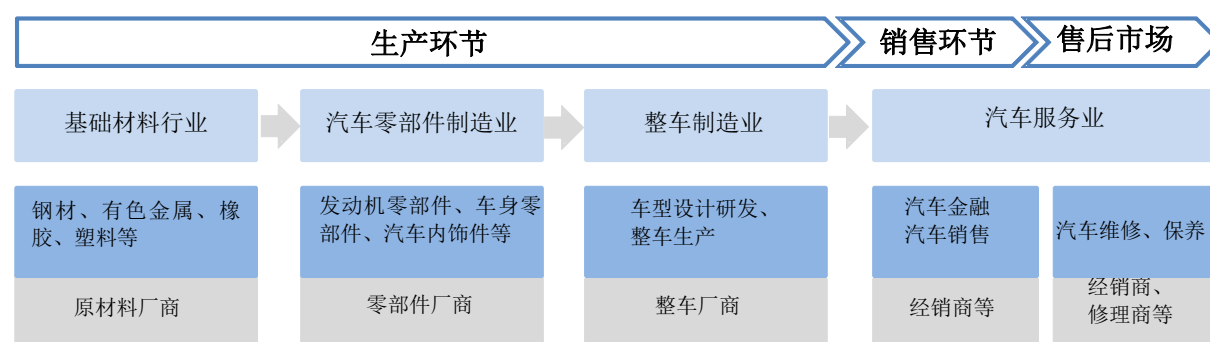 生产环节
销售环节
售后市场
基础材料行业
汽车零部件制造业
整车制造业
汽车服务业
钢材、有色金属、橡
胶、塑料等
发动机零部件、车身零
部件、汽车内饰件等
车型设计研发、
整车生产
汽车金融
汽车销售
汽车维修、保养
原材料厂商
零部件厂商
整车厂商
经销商等
经销商、
修理商等